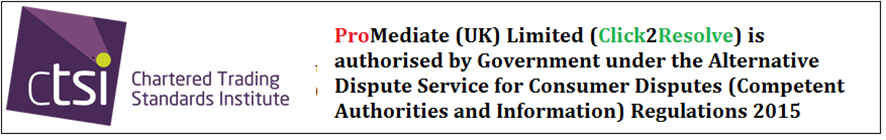 ctsi
Chartered Trading
Standards Institute
ProMediate (UK) Limited (Click2Resolve) is
authorised by Government under the Alternative
Dispute Service for Consumer Disputes (Competent
Authorities and Information) Regulations 2015